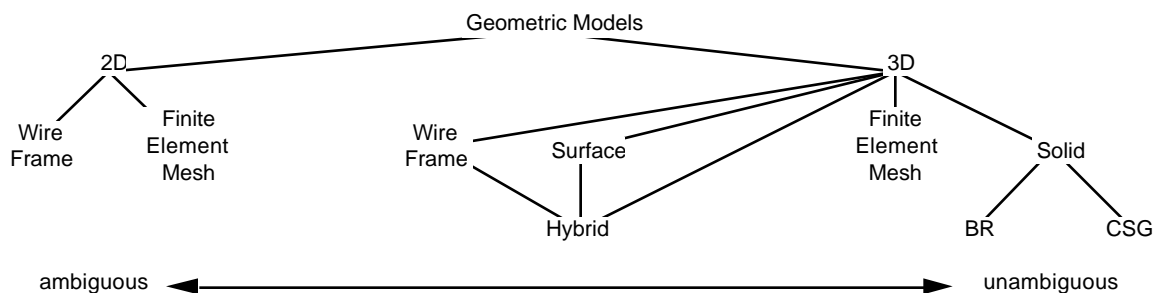 Geometric Models
2D
3D
Wire
Frame
Finite
Element
Mesh
Wire
Frame
Surface
Finite
Element
Mesh
Solid
Hybrid
BR
CSG
ambiguous
unambiguous